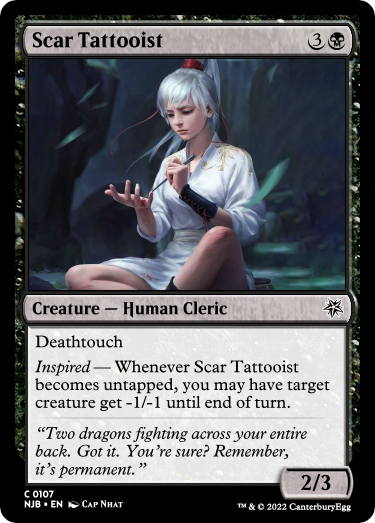 Scar Tattooist 3
Creature — Human Cleric
Deathtouch
Inspired — Whenever Scar Tattooist
becomes untapped, you may have target
creature get -1/-1 until end of turn.
“Two dragons fighting across your entire
back. Got it. You’re sure? Remember,
it’s permanent.”
2/3
C 0107
NJB • EN Cap Nhat
™ & © 2022 CanterburyEgg